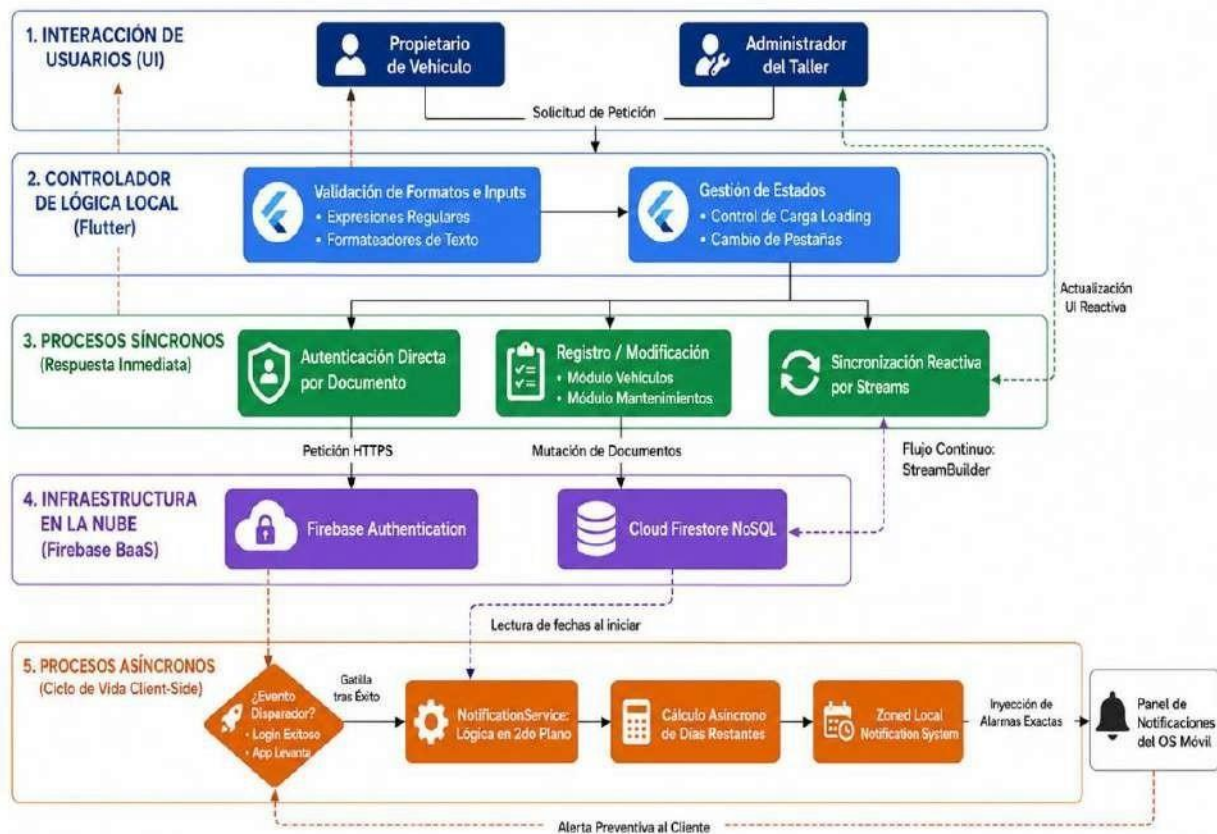 1. INTERACCIÓN DE
USUARIOS (UI)
Propietario
de Vehículo
Administrador
del Taller
Solicitud de Petición
2. CONTROLADOR
DE LÓGICA LOCAL
(Flutter)
Validación de Formatos e Inputs
• Expresiones Regulares
• Formateadores de Texto
Gestión de Estados
• Control de Carga Loading
• Cambio de Pestañas
Actualización
UI Reactiva
3. PROCESOS SÍNCRONOS
(Respuesta Inmediata)
Autenticación Directa
por Documento
Registro / Modificación
• Módulo Vehículos
• Módulo Mantenimientos
Sincronización Reactiva
por Streams
Petición HTTPS
Mutación de Documentos
Flujo Continuo:
StreamBuilder
4. INFRAESTRUCTURA
EN LA NUBE
(Firebase BaaS)
Firebase Authentication
Cloud Firestore NoSQL
Lectura de fechas al iniciar
5. PROCESOS ASÍNCRONOS
(Ciclo de Vida Client-Side)
¿Evento
Disparador?
• Login Exitoso
• App Levanta
Gatilla
tras Éxito
NotificationService:
Lógica en 2do Plano
Cálculo Asíncrono
de Días Restantes
Zoned Local
Notification System
Inyección de
Alarmas Exactas
Panel de
Notificaciones
del OS Móvil
Alerta Preventiva al Cliente